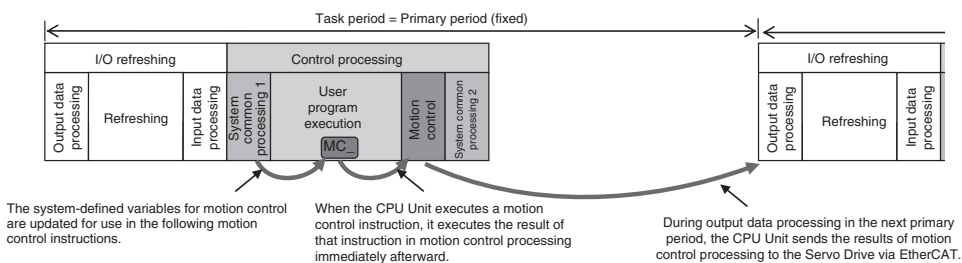 Task period = Primary period (fixed)
I/O refreshing
Control processing
I/O refreshing
Output data
processing
Refreshing
Input data
processing
System
common
processing 1
User
program
execution
MC_
Motion
control
System common
processing 2
Output data
processing
Refreshing
Input data
processing
The system-defined variables for motion control
are updated for use in the following motion
control instructions.
When the CPU Unit executes a motion
control instruction, it executes the result of
that instruction in motion control processing
immediately afterward.
During output data processing in the next primary
period, the CPU Unit sends the results of motion
control processing to the Servo Drive via EtherCAT.